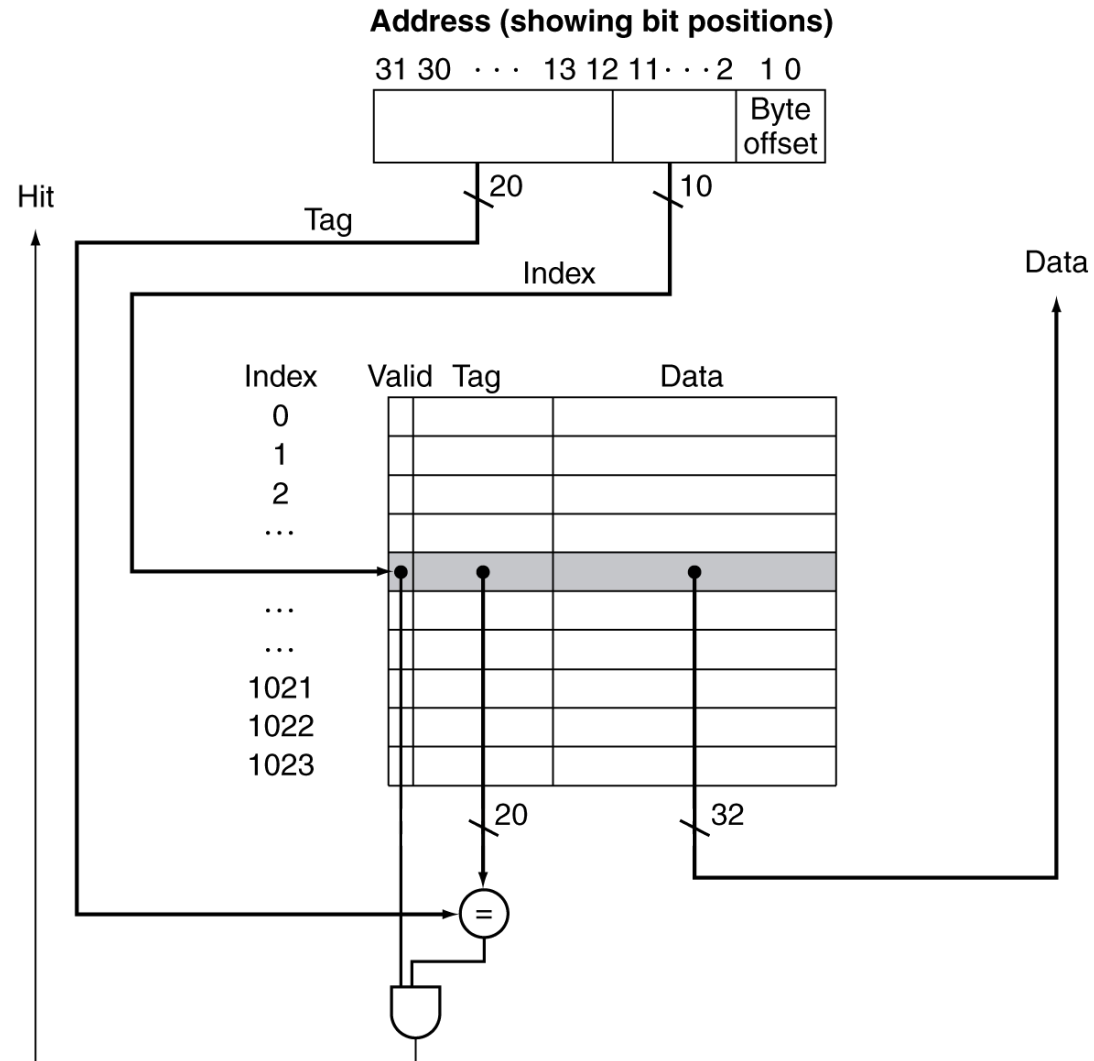 Address (showing bit positions)
31 30 · · · 13 12 11 · · · 2 1 0
Byte
offset
20
10
Hit
Tag
Index
Data
Index Valid Tag Data
0
1
2
...
...
...
1021
1022
1023
20
32
=